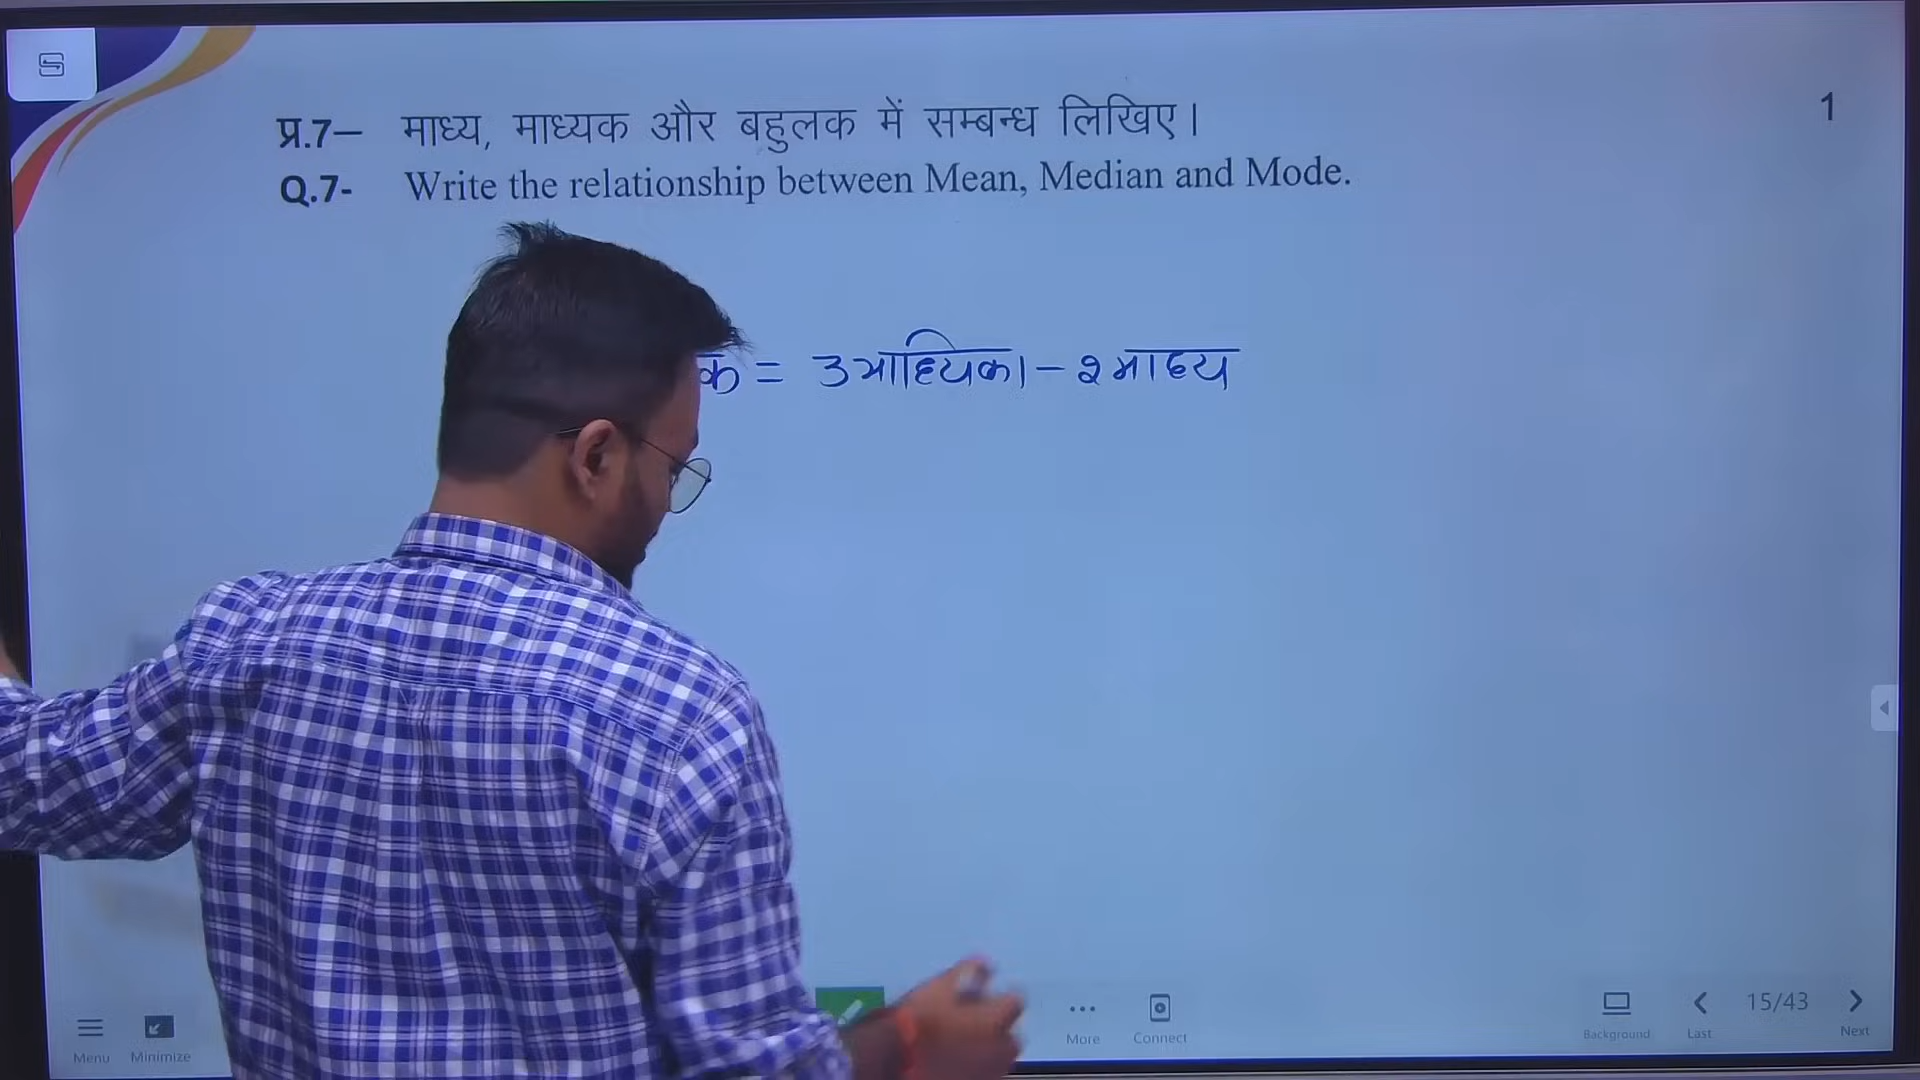 प्र.7– माध्य, माध्यक और बहुलक में सम्बन्ध लिखिए। 1
Q.7- Write the relationship between Mean, Median and Mode.
क = 3माध्यिका - 2माध्य
Menu Minimize More Connect Background Last 15/43 Next